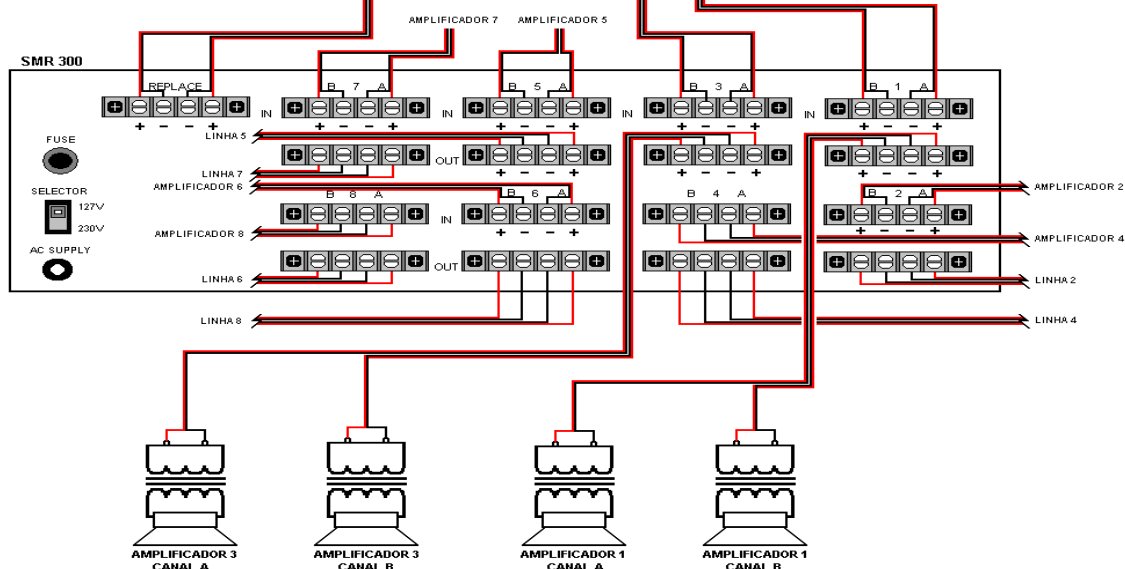 AMPLIFICADOR 7 AMPLIFICADOR 5
SMR 300
REPLACE B 7 A B 5 A B 3 A B 1 A
IN IN IN IN
+ - - + + - - + + - - + + - - + + - - +
FUSE
LINHA 5
OUT
LINHA 7
+ - - + + - - + + - - +
SELECTOR
AMPLIFICADOR 6
AMPLIFICADOR 2
B 8 A B 6 A B 4 A B 2 A
127V
IN
230V
AMPLIFICADOR 8
+ - - + + - - +
AMPLIFICADOR 4
AC SUPPLY
OUT
LINHA 6
LINHA 2
LINHA 8
LINHA 4
AMPLIFICADOR 3 AMPLIFICADOR 3 AMPLIFICADOR 1 AMPLIFICADOR 1
CANAL A CANAL B CANAL A CANAL B